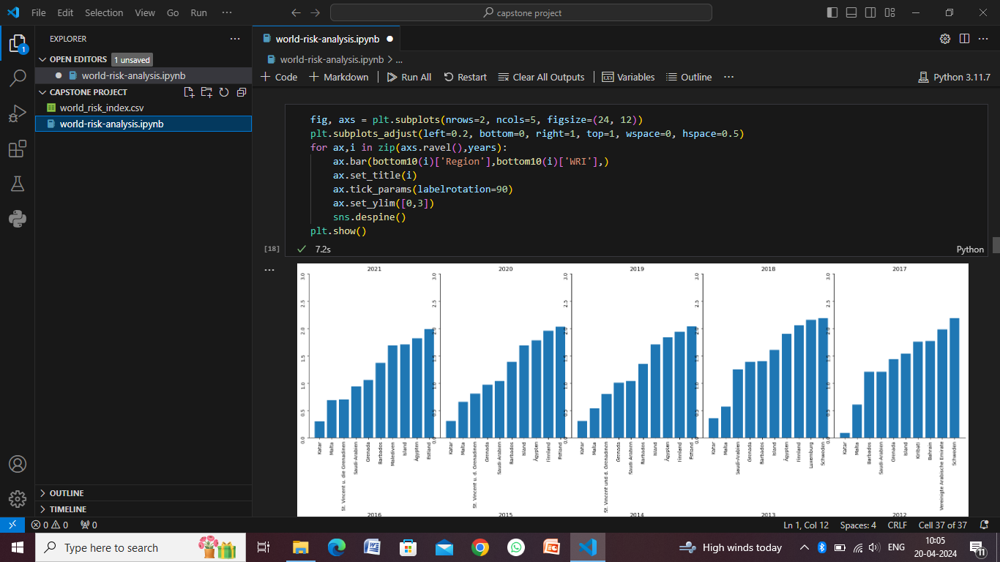 File Edit Selection View Go Run ···
capstone project
EXPLORER
OPEN EDITORS 1 unsaved
world-risk-analysis.ipynb
CAPSTONE PROJECT
world_risk_index.csv
world-risk-analysis.ipynb
OUTLINE
TIMELINE
world-risk-analysis.ipynb
world-risk-analysis.ipynb > ...
+ Code + Markdown Run All Restart Clear All Outputs Variables Outline ··· Python 3.11.7
fig, axs = plt.subplots(nrows=2, ncols=5, figsize=(24, 12))
plt.subplots_adjust(left=0.2, bottom=0, right=1, top=1, wspace=0, hspace=0.5)
for ax,i in zip(axs.ravel(),years):
    ax.bar(bottom10(i)['Region'],bottom10(i)['WRI'],)
    ax.set_title(i)
    ax.tick_params(labelrotation=90)
    ax.set_ylim([0,3])
    sns.despine()
plt.show()
[18] 7.2s Python
2021 2020 2019 2018 2017
3.0 3.0 3.0 3.0 3.0
2.5 2.5 2.5 2.5 2.5
2.0 2.0 2.0 2.0 2.0
1.5 1.5 1.5 1.5 1.5
1.0 1.0 1.0 1.0 1.0
0.5 0.5 0.5 0.5 0.5
0.0 0.0 0.0 0.0 0.0
Katar Malta St. Vincent u. die Grenadinen Saudi-Arabien Grenada Barbados Malediven Island Ägypten Estland
Katar Malta St. Vincent u. d. Grenadinen Grenada Saudi Arabien Barbados Island Ägypten Finnland Estland
Katar Malta St. Vincent und d. Grenadinen Grenada Saudi Arabien Barbados Island Ägypten Finnland Estland
Katar Malta Saudi-Arabien Grenada Barbados Island Ägypten Finnland Luxemburg Schweden
Katar Malta Barbados Saudi-Arabien Grenada Island Kiribati Bahrain Vereinigte Arabische Emirate Schweden
2016 2015 2014 2013 2012
0 0 0 Ln 1, Col 12 Spaces: 4 CRLF Cell 37 of 37
Type here to search
High winds today ENG 10:05
20-04-2024
11